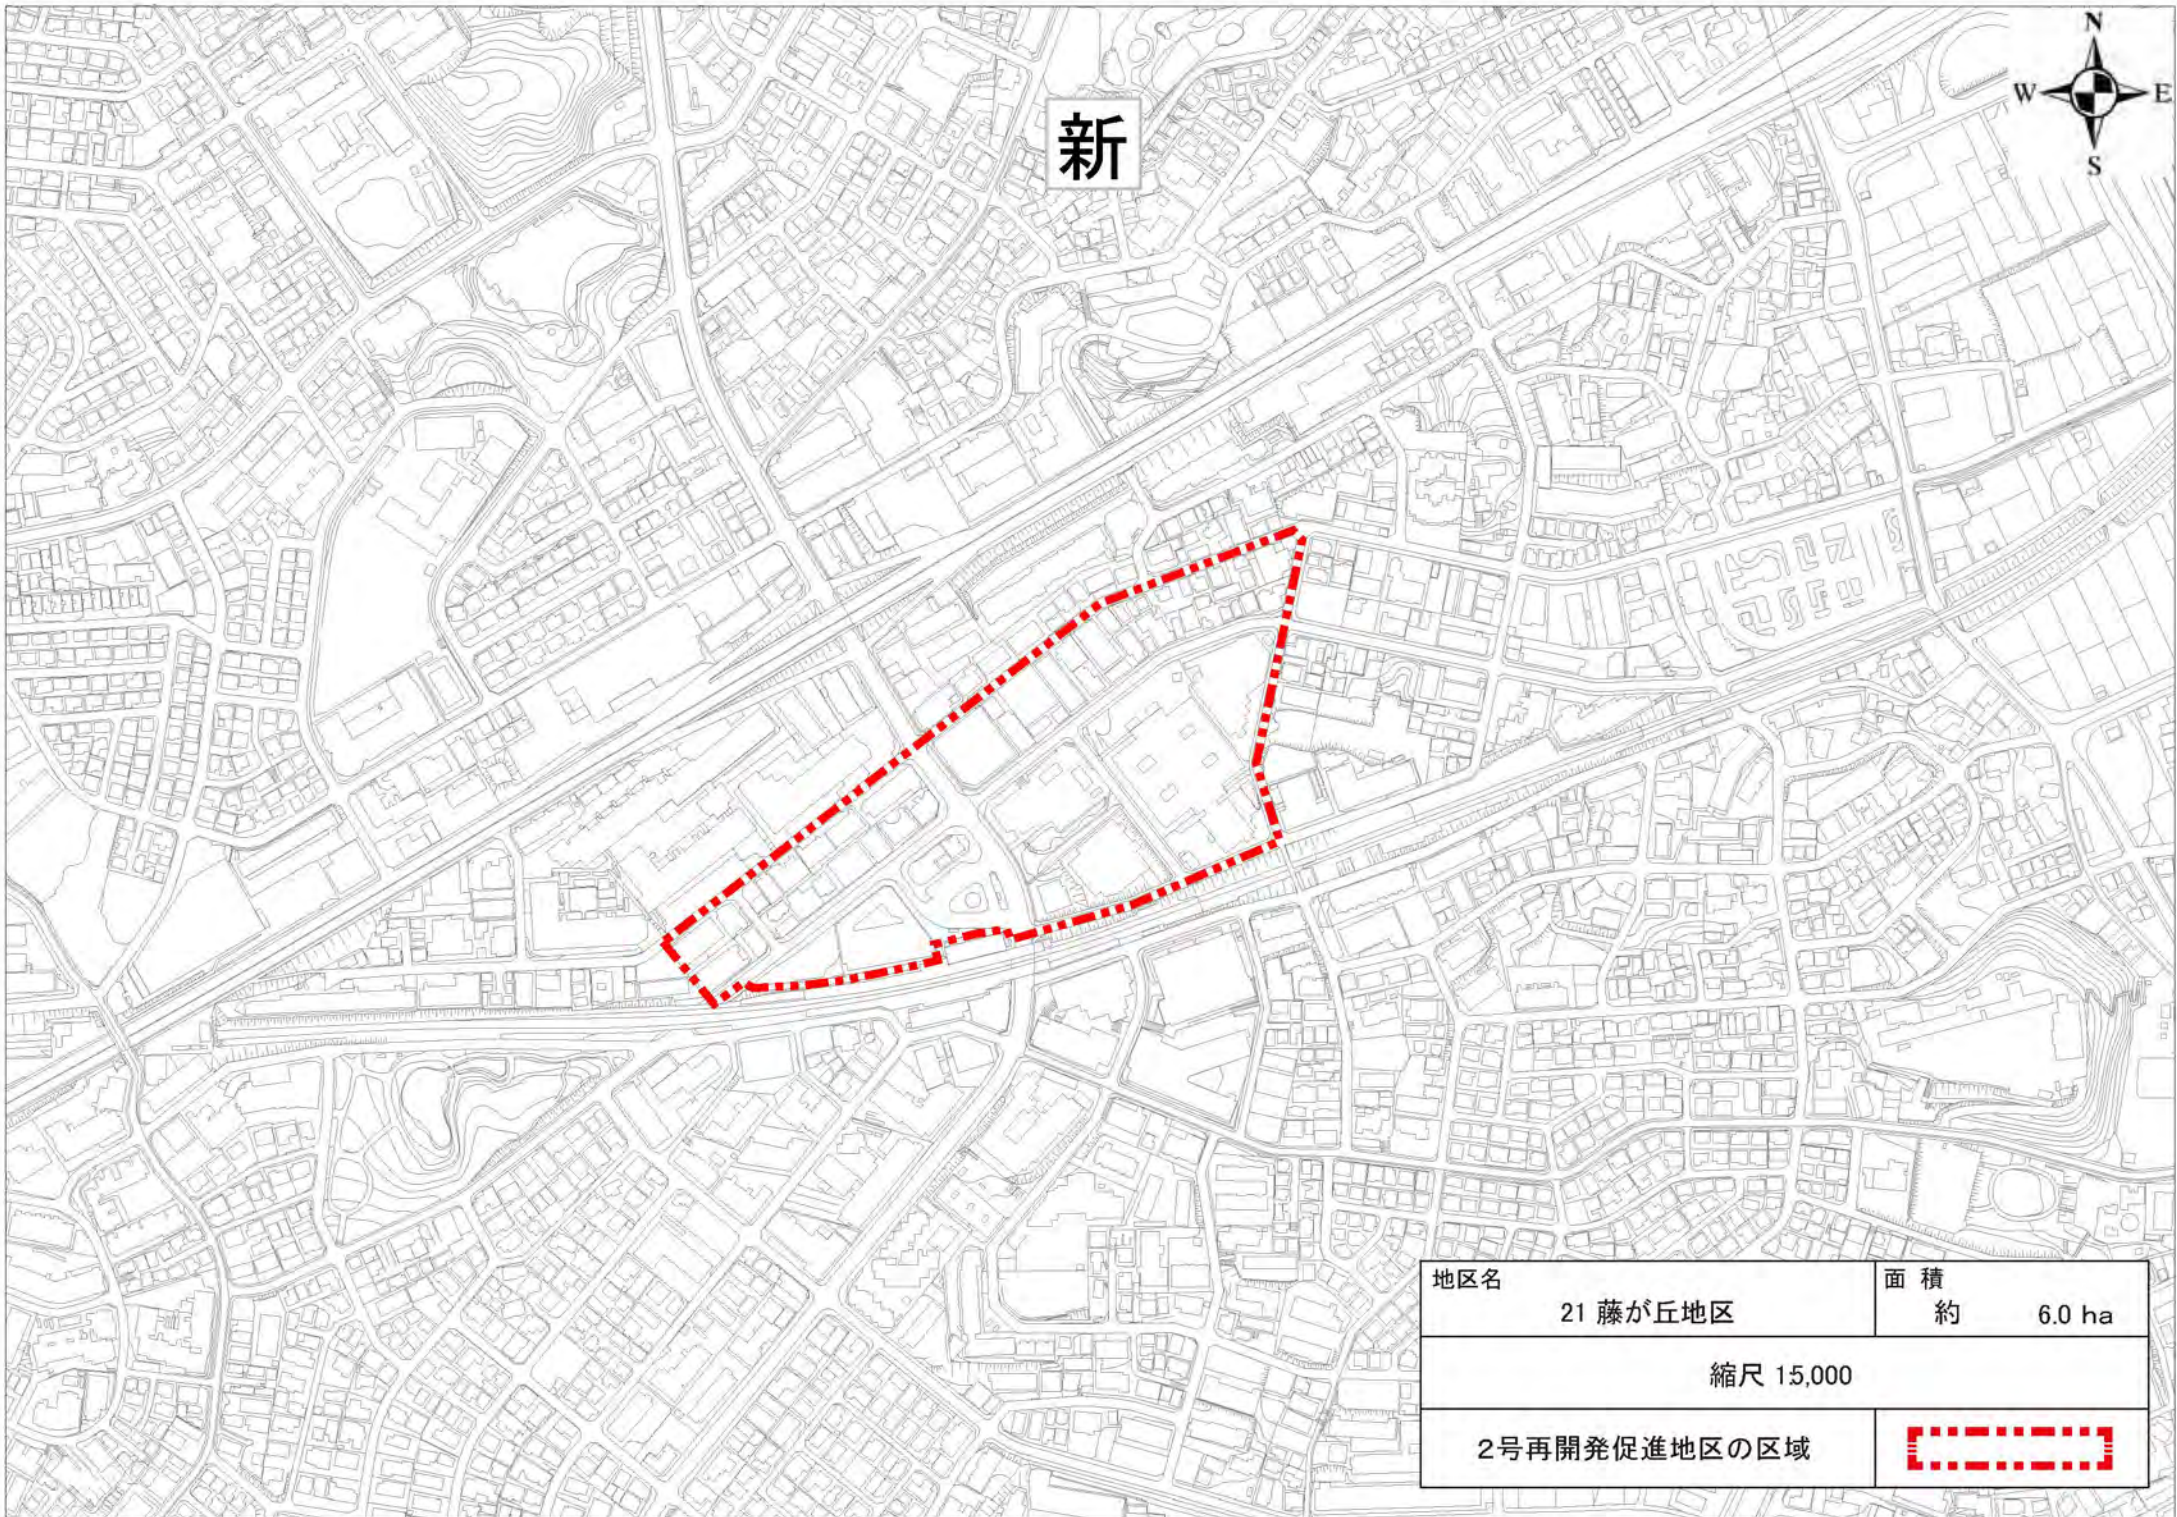 新
N
W E
S
地区名
21 藤が丘地区
面 積
約 6.0 ha
縮尺 15,000
2号再開発促進地区の区域